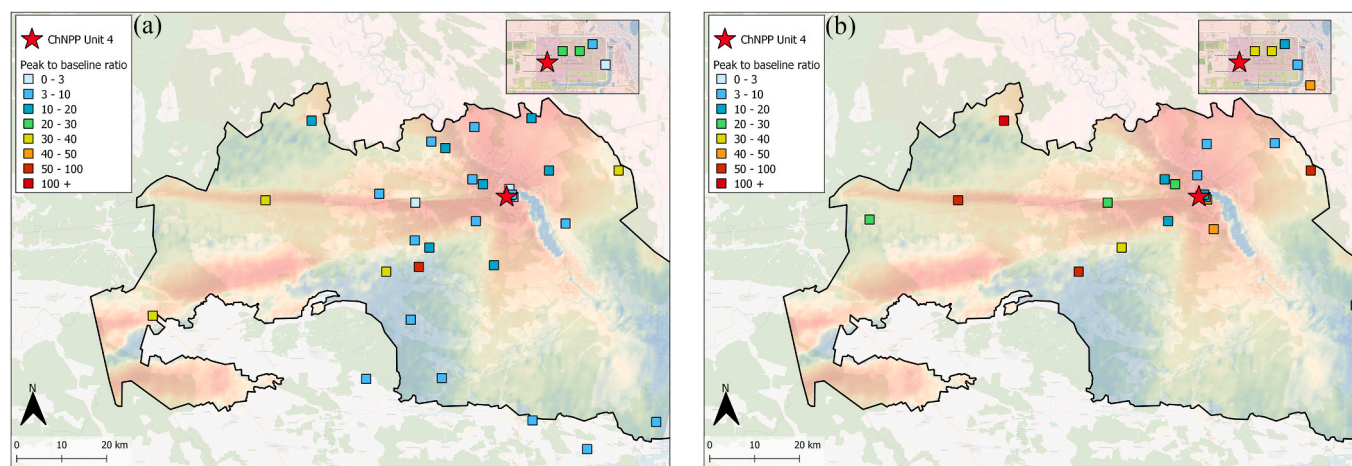 (a)
ChNPP Unit 4
Peak to baseline ratio
0 - 3
3 - 10
10 - 20
20 - 30
30 - 40
40 - 50
50 - 100
100 +
N
0 10 20 km
(b)
ChNPP Unit 4
Peak to baseline ratio
0 - 3
3 - 10
10 - 20
20 - 30
30 - 40
40 - 50
50 - 100
100 +
N
0 10 20 km